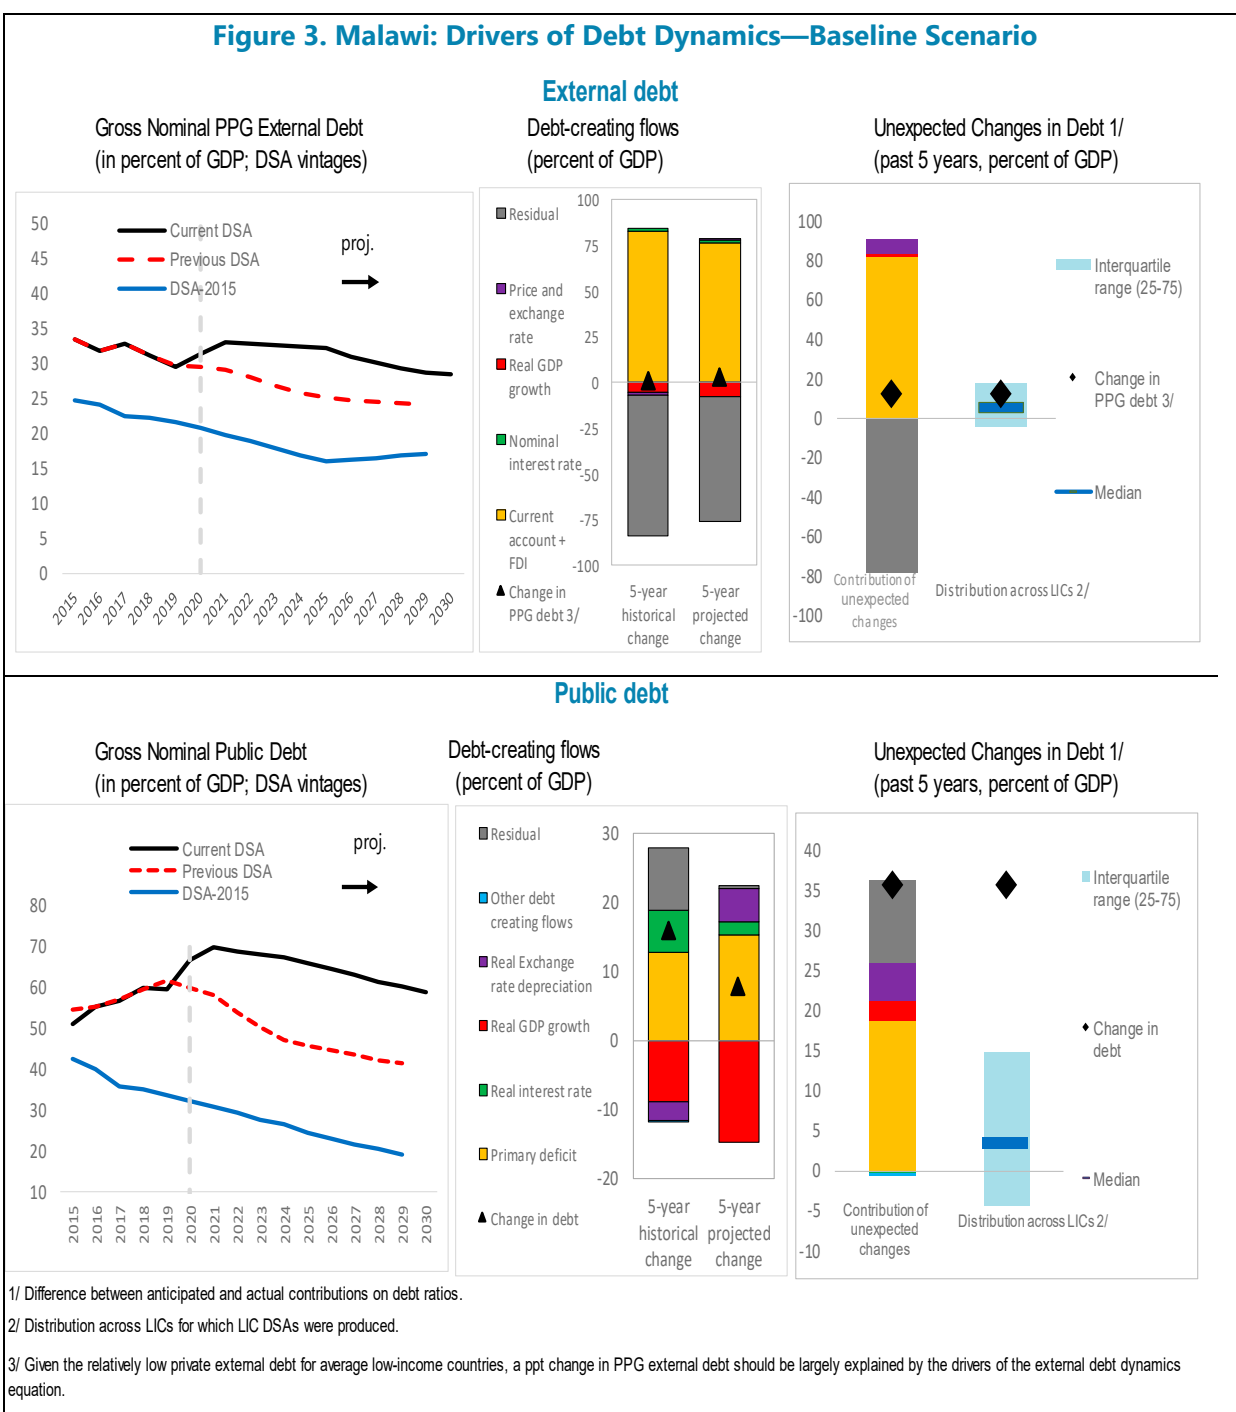 Figure 3. Malawi: Drivers of Debt Dynamics—Baseline Scenario
External debt
Gross Nominal PPG External Debt
(in percent of GDP; DSA vintages)
50
45
40
35
30
25
20
15
10
5
0
Current DSA
Previous DSA
DSA-2015
proj.
2015
2016
2017
2018
2019
2020
2021
2022
2023
2024
2025
2026
2027
2028
2029
2030
Debt-creating flows
(percent of GDP)
Residual
Price and
exchange
rate
Real GDP
growth
Nominal
interest rate
Current
account +
FDI
Change in
PPG debt 3/
100
75
50
25
0
-25
-50
-75
-100
5-year
historical
change
5-year
projected
change
Unexpected Changes in Debt 1/
(past 5 years, percent of GDP)
100
80
60
40
20
0
-20
-40
-60
-80
-100
Contribution of
unexpected
changes
Distribution across LICs 2/
Interquartile
range (25-75)
Change in
PPG debt 3/
Median
Public debt
Gross Nominal Public Debt
(in percent of GDP; DSA vintages)
Current DSA
Previous DSA
DSA-2015
proj.
80
70
60
50
40
30
20
10
2015
2016
2017
2018
2019
2020
2021
2022
2023
2024
2025
2026
2027
2028
2029
2030
Debt-creating flows
(percent of GDP)
Residual
Other debt
creating flows
Real Exchange
rate depreciation
Real GDP growth
Real interest rate
Primary deficit
Change in debt
30
20
10
0
-10
-20
5-year
historical
change
5-year
projected
change
Unexpected Changes in Debt 1/
(past 5 years, percent of GDP)
40
35
30
25
20
15
10
5
0
-5
-10
Contribution of
unexpected
changes
Distribution across LICs 2/
Interquartile
range (25-75)
Change in
debt
Median
1/ Difference between anticipated and actual contributions on debt ratios.
2/ Distribution across LICs for which LIC DSAs were produced.
3/ Given the relatively low private external debt for average low-income countries, a ppt change in PPG external debt should be largely explained by the drivers of the external debt dynamics
equation.